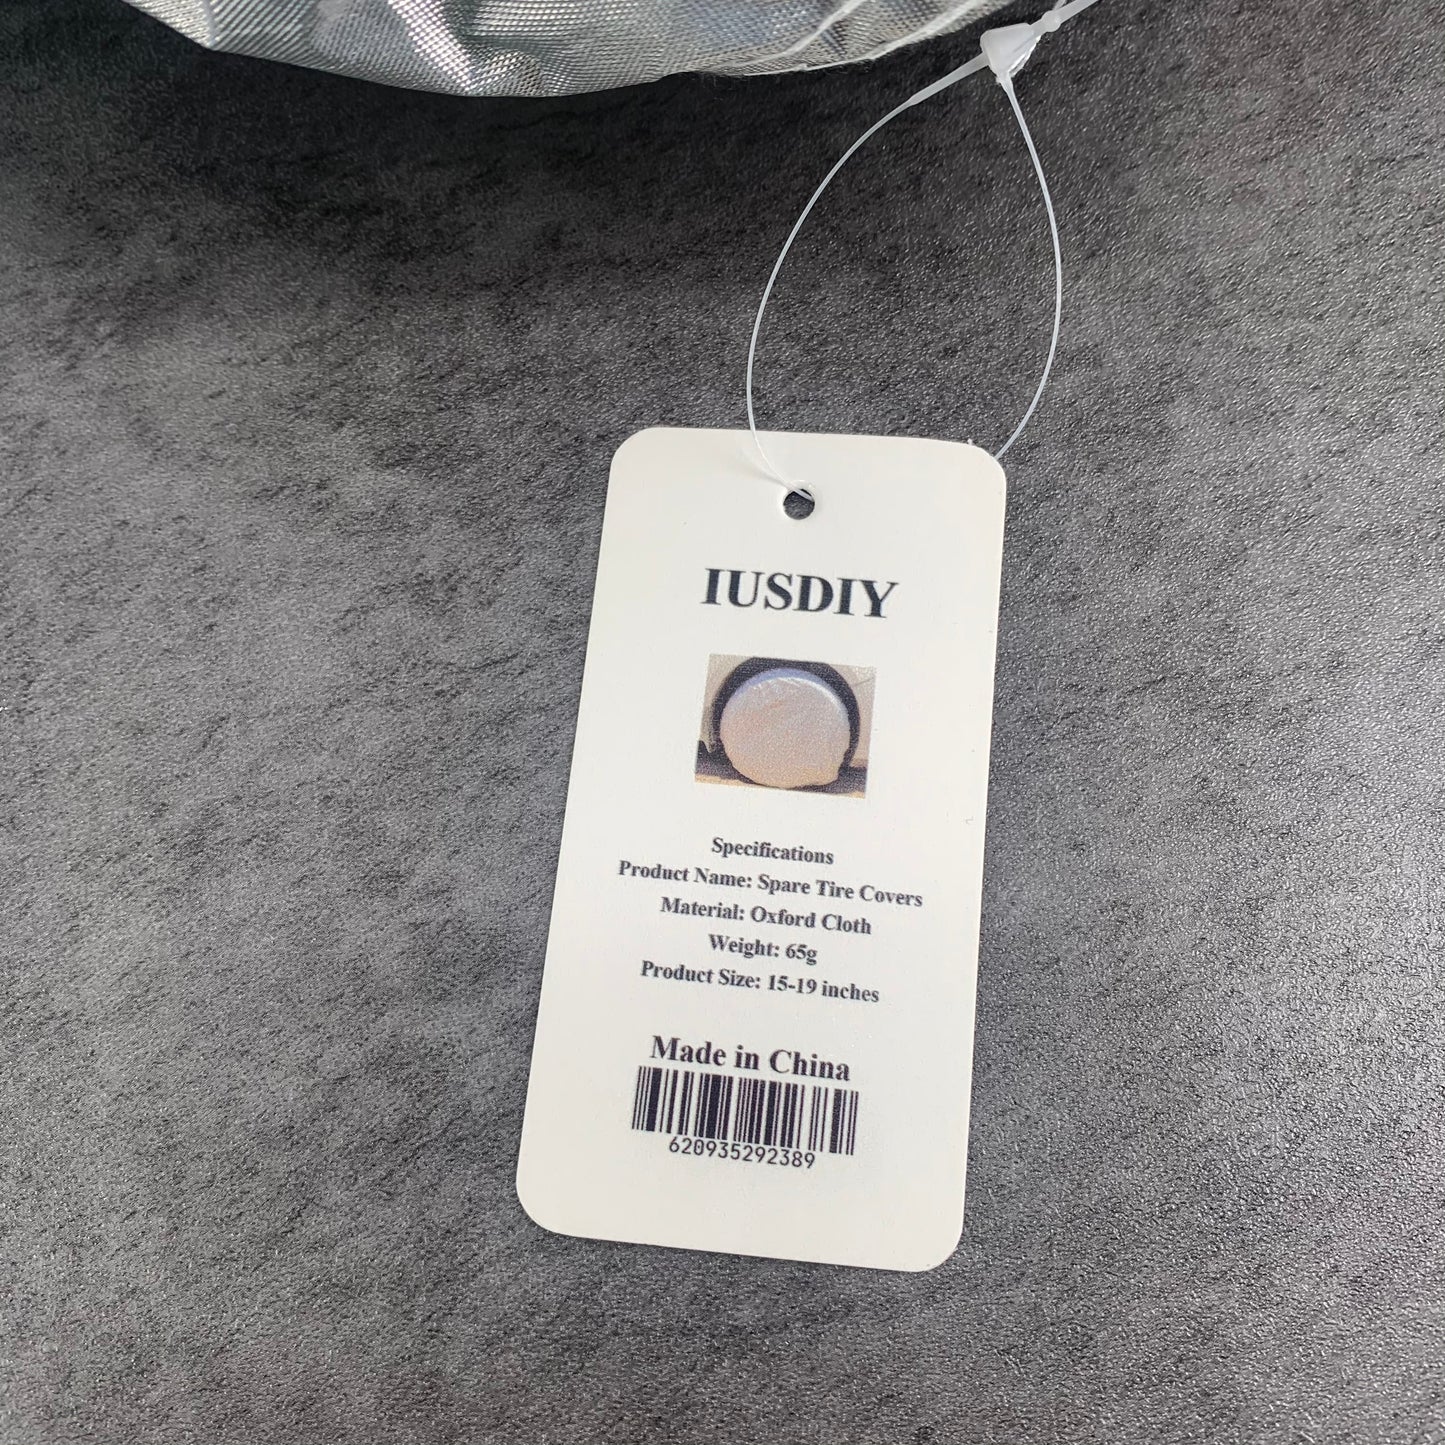 IUSDIY
Specifications
Product Name: Spare Tire Covers
Material: Oxford Cloth
Weight: 65g
Product Size: 15-19 inches
Made in China
620935292389